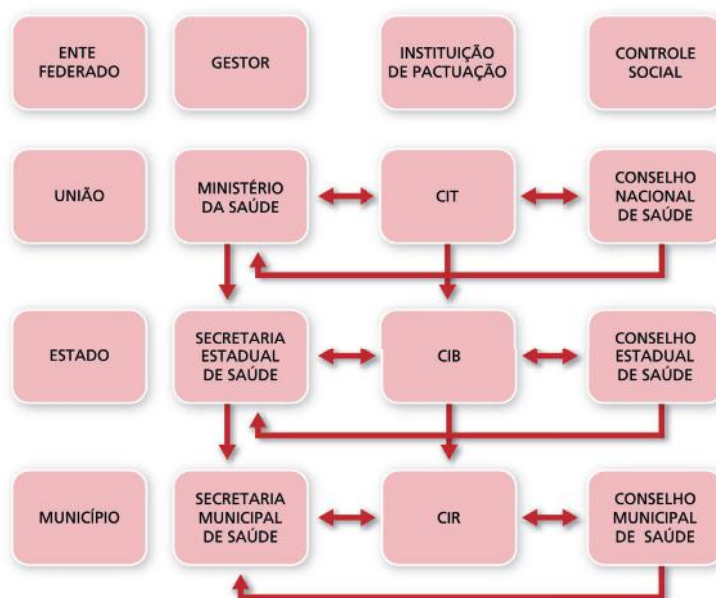 ENTE
FEDERADO
GESTOR
INSTITUIÇÃO
DE PACTUAÇÃO
CONTROLE
SOCIAL
UNIÃO
MINISTÉRIO
DA SAÚDE
CIT
CONSELHO
NACIONAL
DE SAÚDE
ESTADO
SECRETARIA
ESTADUAL
DE SAÚDE
CIB
CONSELHO
ESTADUAL
DE SAÚDE
MUNICÍPIO
SECRETARIA
MUNICIPAL
DE SAÚDE
CIR
CONSELHO
MUNICIPAL
DE SAÚDE